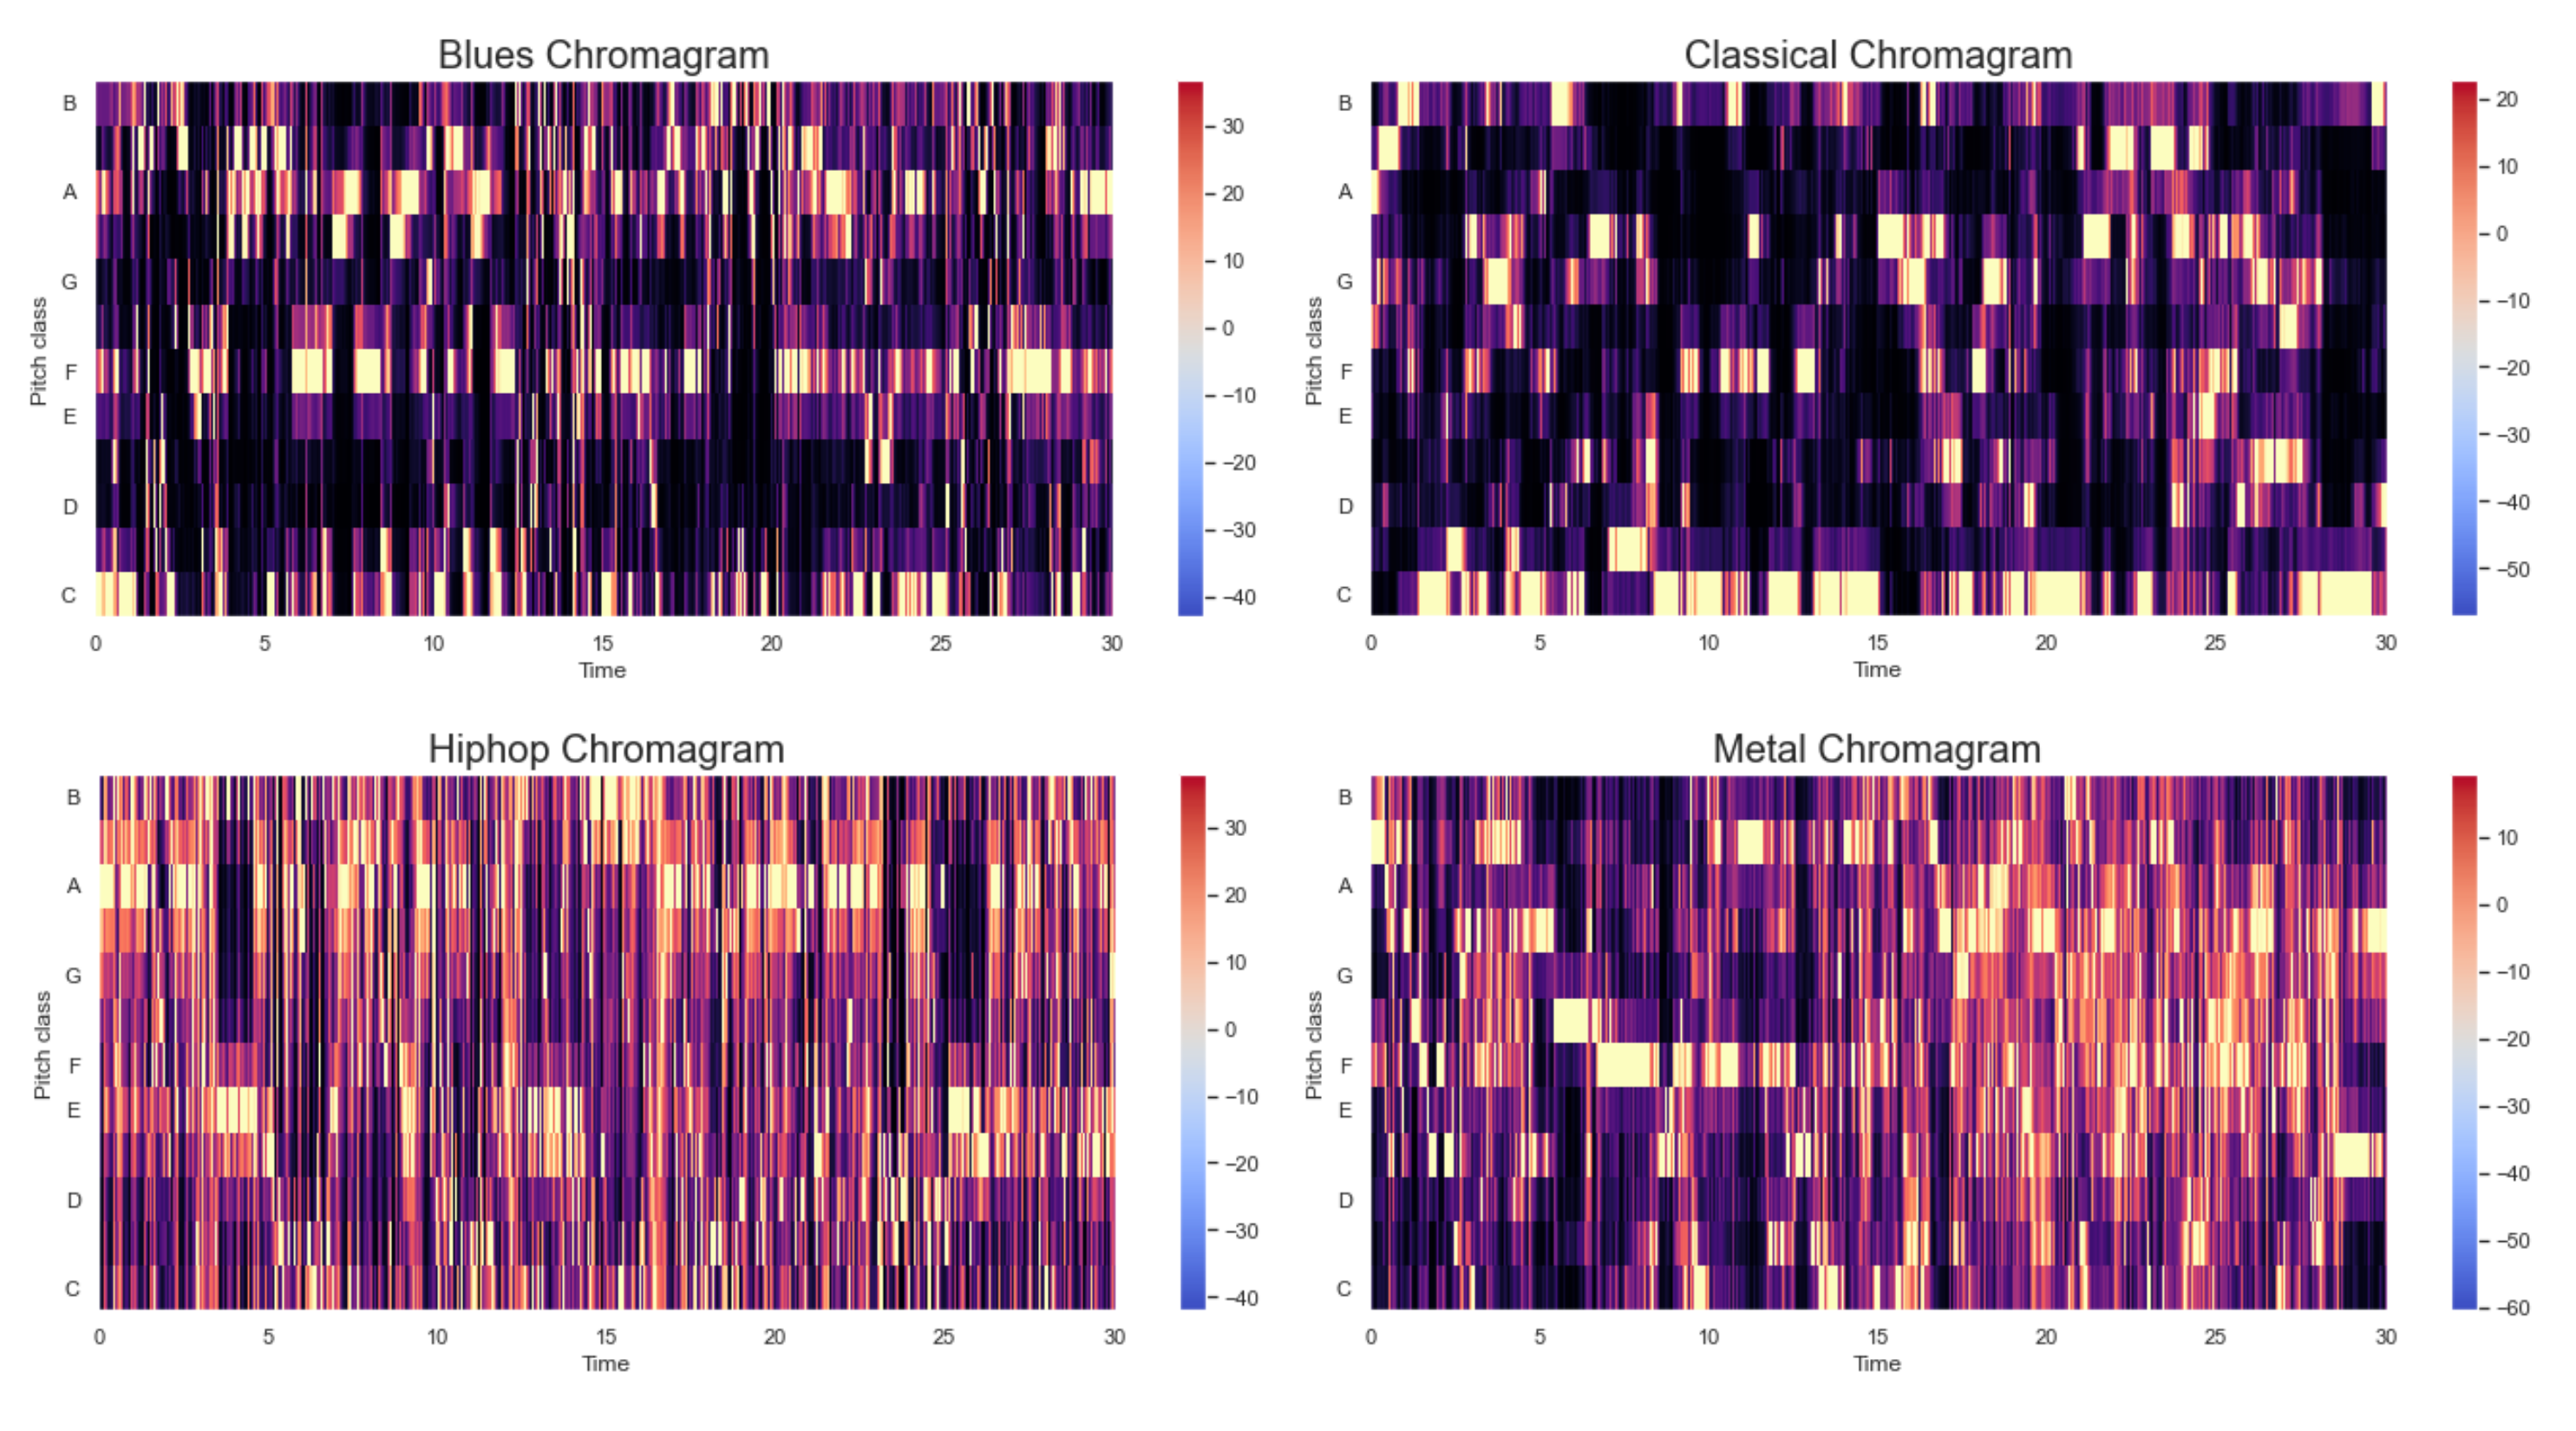 Blues Chromagram
B
A
G
F
E
D
C
Pitch class
0 5 10 15 20 25 30
Time
30
20
10
0
−10
−20
−30
−40
Classical Chromagram
B
A
G
F
E
D
C
Pitch class
0 5 10 15 20 25 30
Time
20
10
0
−10
−20
−30
−40
−50
Hiphop Chromagram
B
A
G
F
E
D
C
Pitch class
0 5 10 15 20 25 30
Time
30
20
10
0
−10
−20
−30
−40
Metal Chromagram
B
A
G
F
E
D
C
Pitch class
0 5 10 15 20 25 30
Time
10
0
−10
−20
−30
−40
−50
−60